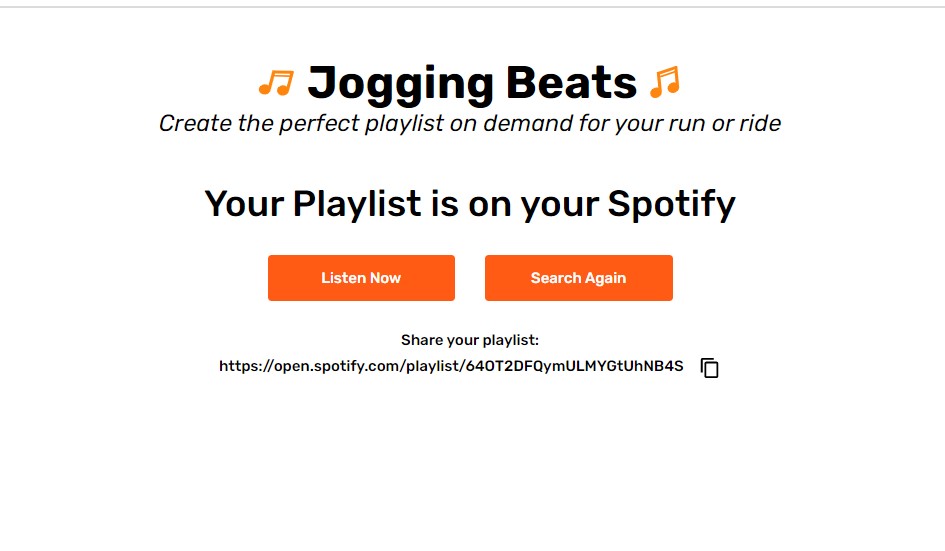 Jogging Beats
Create the perfect playlist on demand for your run or ride
Your Playlist is on your Spotify
Listen Now
Search Again
Share your playlist:
https://open.spotify.com/playlist/64OT2DFQymULMYGtUhNB4S